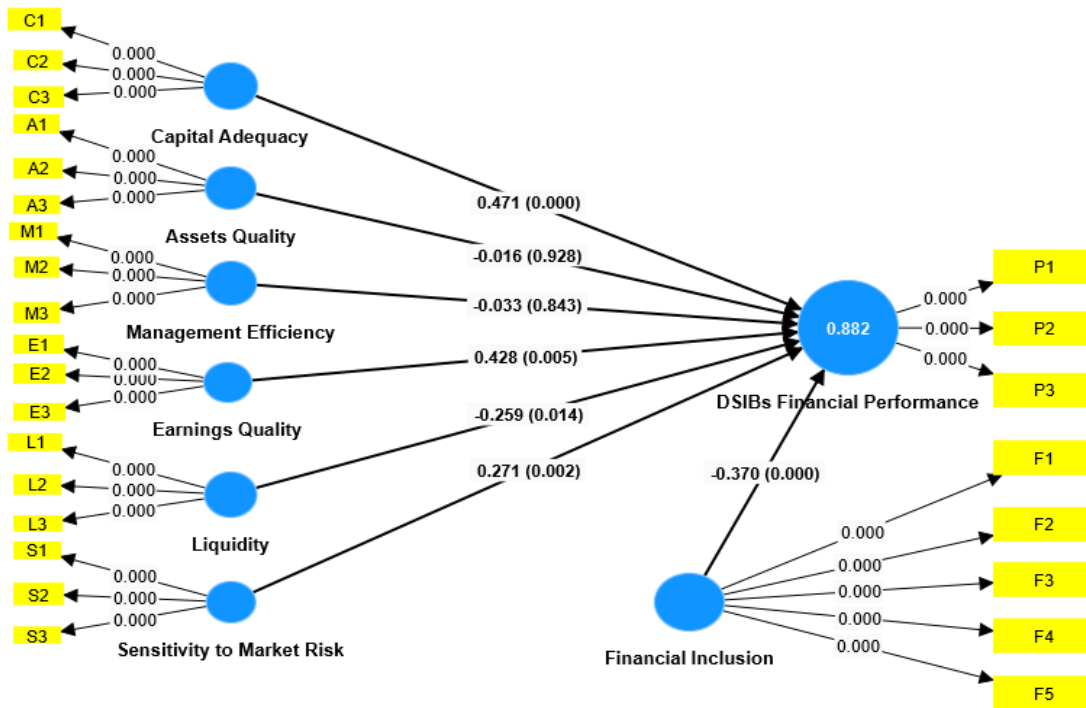 C1
C2
C3
0.000
0.000
0.000
Capital Adequacy
A1
A2
A3
0.000
0.000
0.000
Assets Quality
M1
M2
M3
0.000
0.000
0.000
Management Efficiency
E1
E2
E3
0.000
0.000
0.000
Earnings Quality
L1
L2
L3
0.000
0.000
0.000
Liquidity
S1
S2
S3
0.000
0.000
0.000
Sensitivity to Market Risk
0.471 (0.000)
-0.016 (0.928)
-0.033 (0.843)
0.428 (0.005)
-0.259 (0.014)
0.271 (0.002)
-0.370 (0.000)
0.882
DSIBs Financial Performance
0.000
0.000
0.000
P1
P2
P3
Financial Inclusion
0.000
0.000
0.000
0.000
0.000
F1
F2
F3
F4
F5